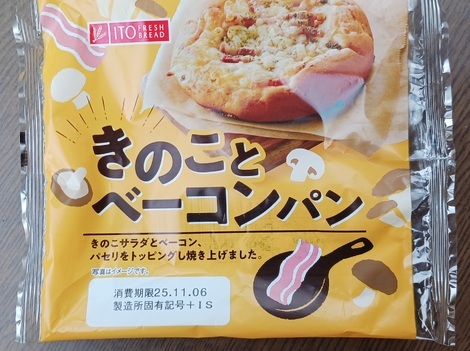 ITO FRESH BREAD
きのこと
ベーコンパン
きのこサラダとベーコン、
パセリをトッピングし焼き上げました。
写真はイメージです。
消費期限25.11.06
製造所固有記号+IS